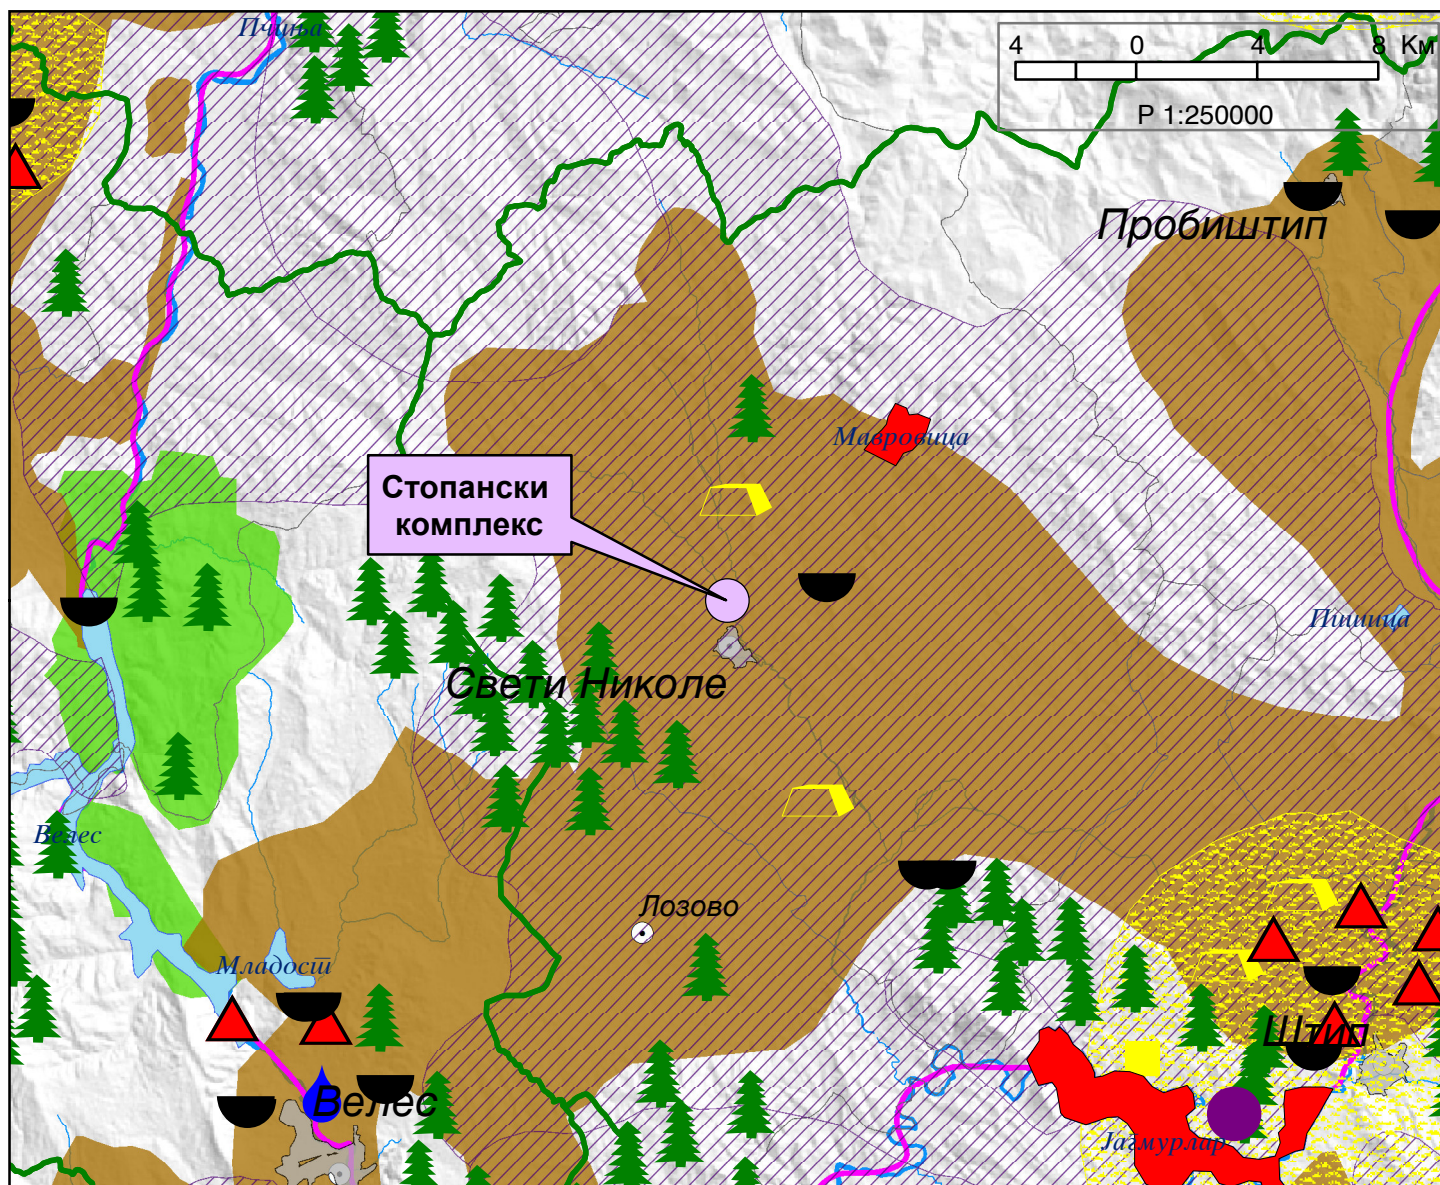 Пчиња
4 0 4 8 Км
Р 1:250000
Пробиштип
Мавровица
Стопански
комплекс
Пишица
Свети Николе
Велес
Лозово
Младост
Штип
Велес
Јагмурлар